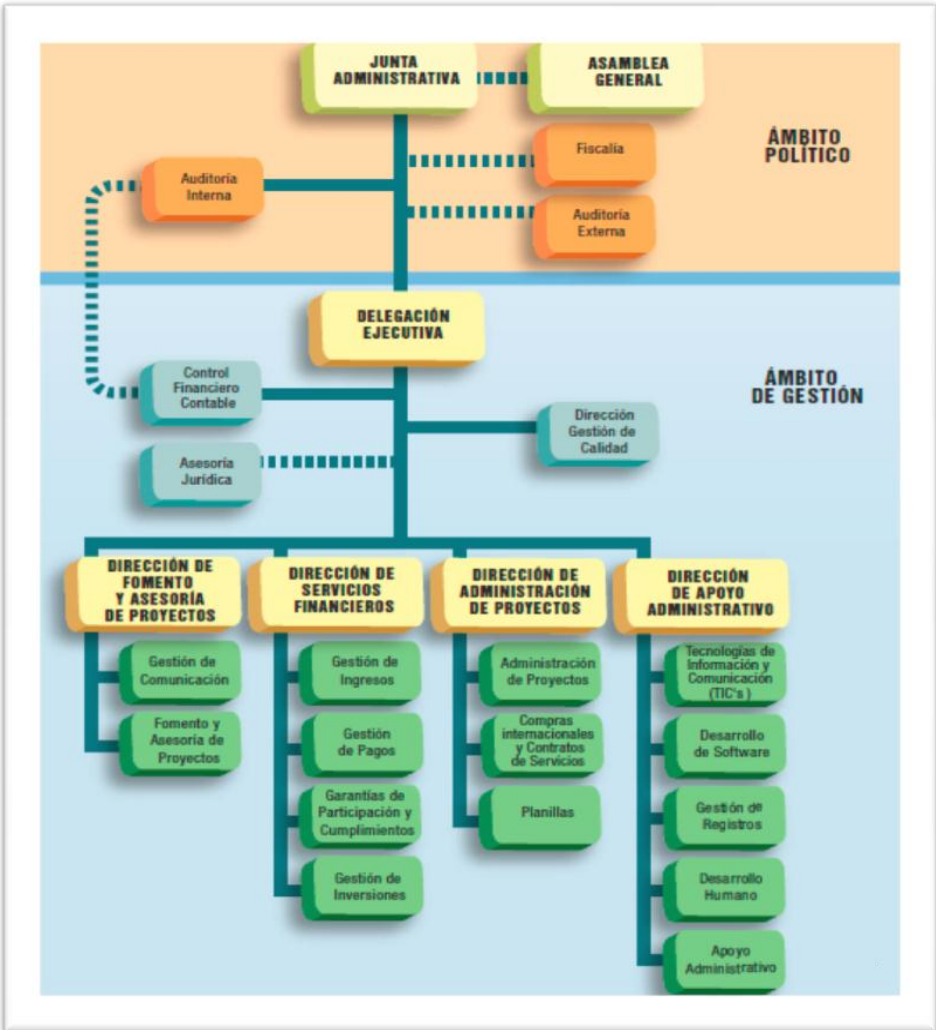 JUNTA
ADMINISTRATIVA
ASAMBLEA
GENERAL
ÁMBITO
POLÍTICO
Fiscalía
Auditoría
Interna
Auditoría
Externa
DELEGACIÓN
EJECUTIVA
ÁMBITO
DE GESTIÓN
Control
Financiero
Contable
Dirección
Gestión de
Calidad
Asesoría
Jurídica
DIRECCIÓN DE
FOMENTO
Y ASESORÍA
DE PROYECTOS
Gestión de
Comunicación
Fomento y
Asesoría de
Proyectos
DIRECCIÓN DE
SERVICIOS
FINANCIEROS
Gestión de
Ingresos
Gestión
de Pagos
Garantías de
Participación y
Cumplimientos
Gestión de
Inversiones
DIRECCIÓN DE
ADMINISTRACIÓN
DE PROYECTOS
Administración
de Proyectos
Compras
internacionales
y Contratos
de Servicios
Planillas
DIRECCIÓN
DE APOYO
ADMINISTRATIVO
Tecnologías de
Información y
Comunicación
(TIC's )
Desarrollo
de Software
Gestión de
Registros
Desarrollo
Humano
Apoyo
Administrativo